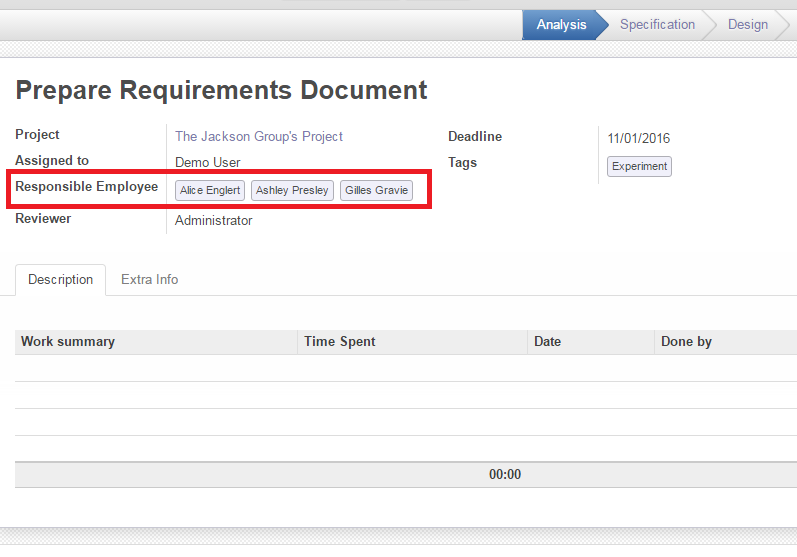 Analysis Specification Design
Prepare Requirements Document
Project The Jackson Group's Project Deadline 11/01/2016
Assigned to Demo User Tags Experiment
Responsible Employee Alice Englert Ashley Presley Gilles Gravie
Reviewer Administrator
Description Extra Info
Work summary Time Spent Date Done by
00:00